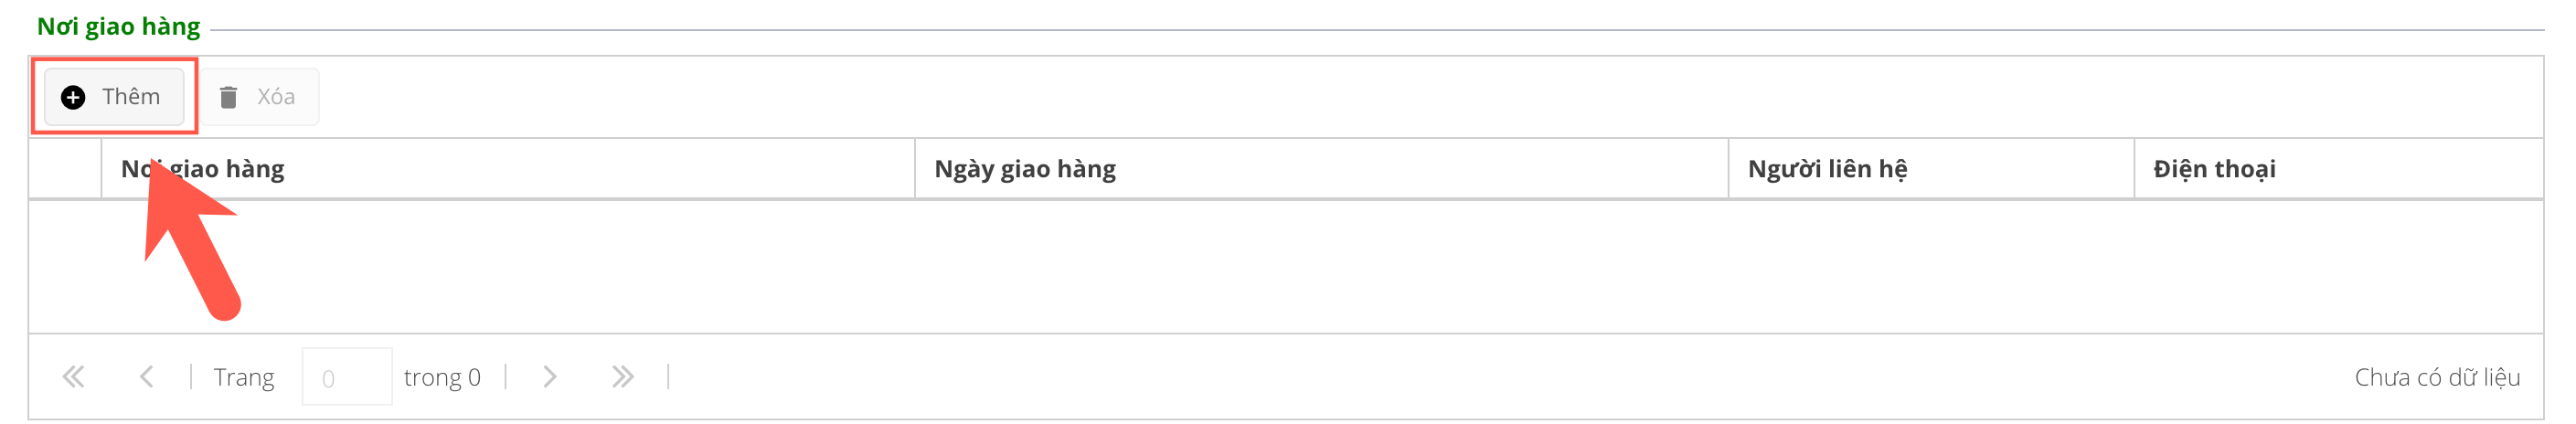 Nơi giao hàng
Thêm Xóa
Nơi giao hàng Ngày giao hàng Người liên hệ Điện thoại
Trang 0 trong 0 Chưa có dữ liệu